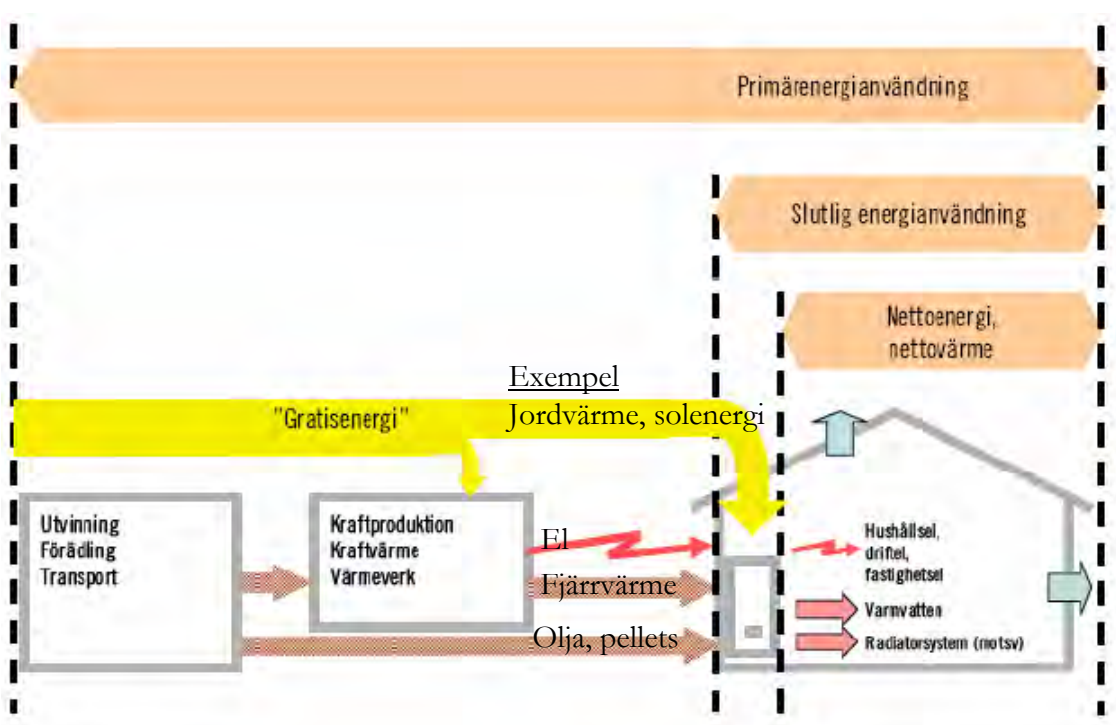 Primärenergianvändning
Slutlig energianvändning
Nettoenergi,
nettovärme
Exempel
"Gratisenergi"
Jordvärme, solenergi
Utvinning
Förädling
Transport
Kraftproduktion
Kraftvärme
Värmeverk
El
Fjärrvärme
Olja, pellets
Hushållsel,
driftel,
fastighetsel
Varmvatten
Radiatorsystem (motsv)